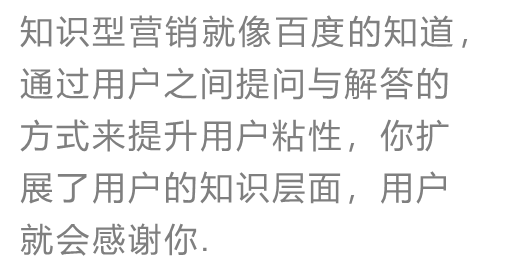 知识型营销就像百度的知道，
通过用户之间提问与解答的
方式来提升用户粘性，你扩
展了用户的知识层面，用户
就会感谢你.